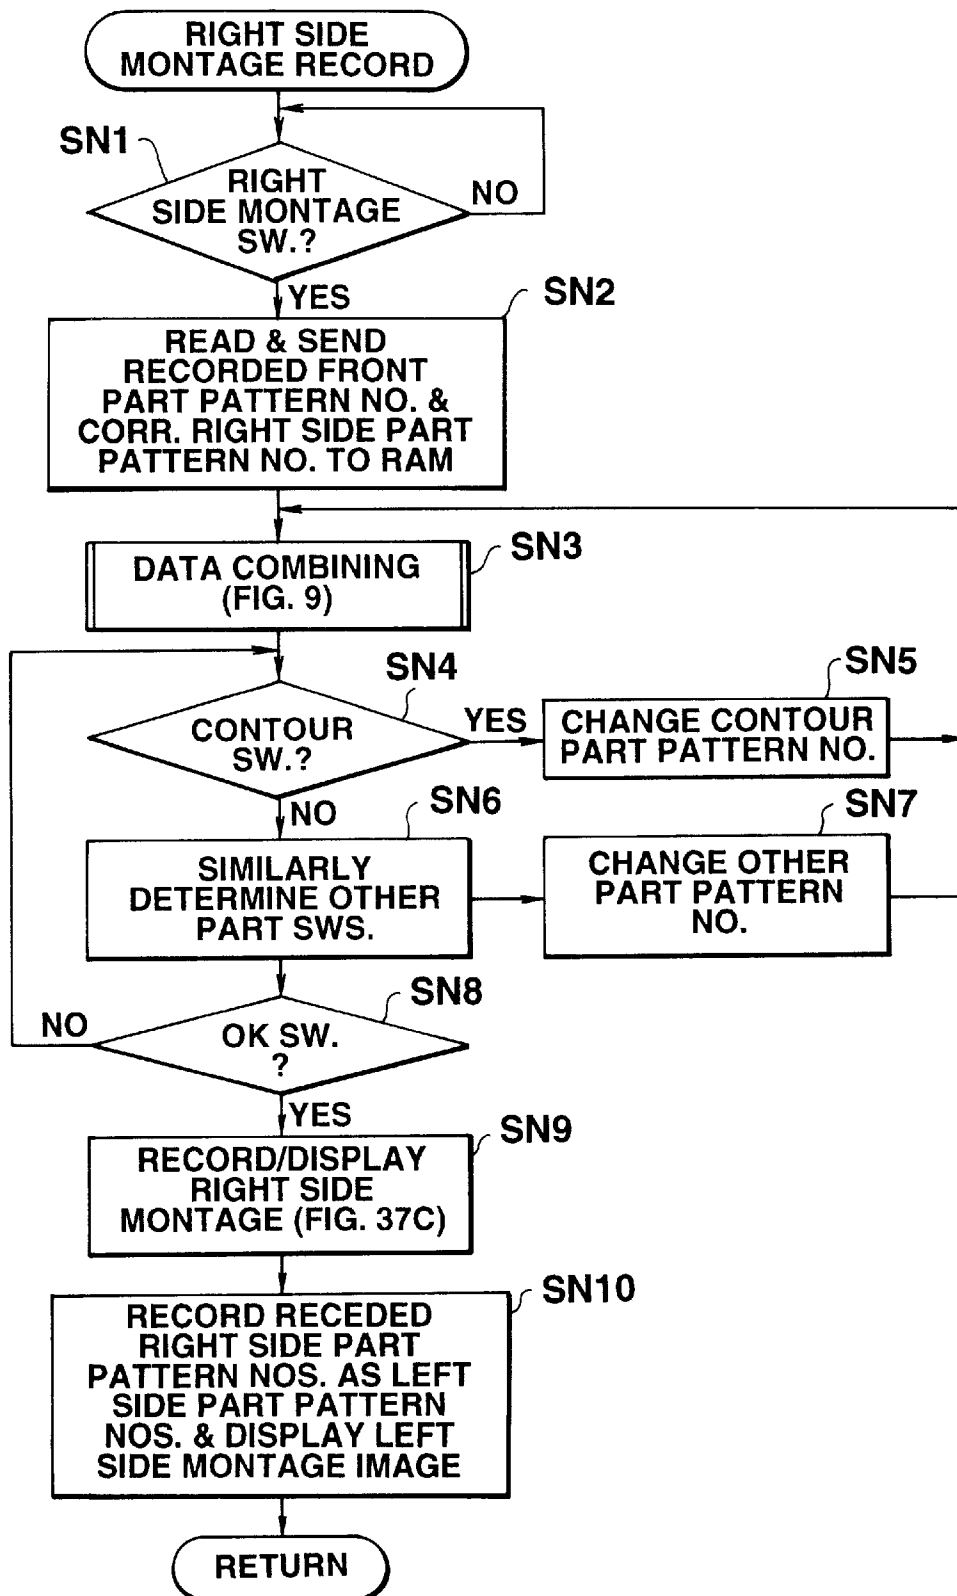 RIGHT SIDE
MONTAGE RECORD
SN1
RIGHT
SIDE MONTAGE
SW.?
NO
YES
SN2
READ & SEND
RECORDED FRONT
PART PATTERN NO. &
CORR. RIGHT SIDE PART
PATTERN NO. TO RAM
SN3
DATA COMBINING
(FIG. 9)
SN4
CONTOUR
SW.?
YES
SN5
CHANGE CONTOUR
PART PATTERN NO.
NO
SN6
SIMILARLY
DETERMINE OTHER
PART SWS.
SN7
CHANGE OTHER
PART PATTERN
NO.
SN8
OK SW.
?
NO
YES
SN9
RECORD/DISPLAY
RIGHT SIDE
MONTAGE (FIG. 37C)
SN10
RECORD RECEDED
RIGHT SIDE PART
PATTERN NOS. AS LEFT
SIDE PART PATTERN
NOS. & DISPLAY LEFT
SIDE MONTAGE IMAGE
RETURN